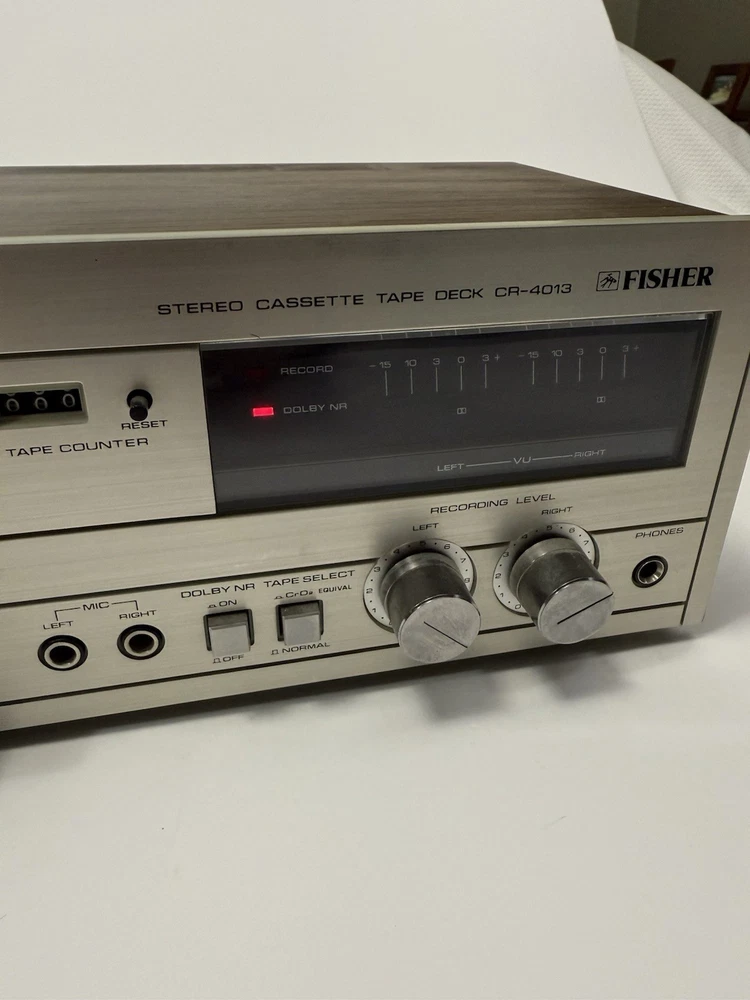 STEREO CASSETTE TAPE DECK CR-4013 FISHER
RECORD
-15 10 3 0 3+ -15 10 3 0 3+
DOLBY NR
LEFT VU RIGHT
0 0 0
RESET
TAPE COUNTER
RECORDING LEVEL
LEFT RIGHT
PHONES
MIC
LEFT RIGHT
DOLBY NR
ON
OFF
TAPE SELECT
CrO2 EQUIVAL
NORMAL